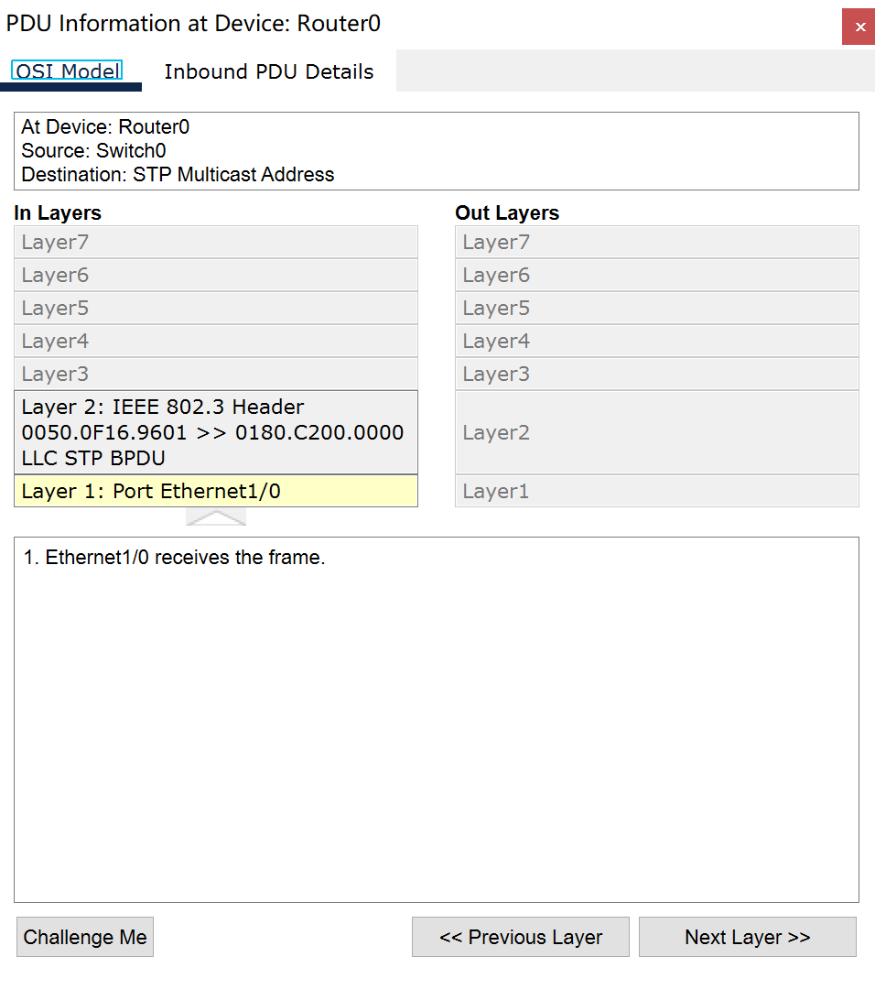 PDU Information at Device: Router0
×
OSI Model
Inbound PDU Details
At Device: Router0
Source: Switch0
Destination: STP Multicast Address
In Layers
Layer7
Layer6
Layer5
Layer4
Layer3
Layer 2: IEEE 802.3 Header
0050.0F16.9601 >> 0180.C200.0000
LLC STP BPDU
Layer 1: Port Ethernet1/0
Out Layers
Layer7
Layer6
Layer5
Layer4
Layer3
Layer2
Layer1
1. Ethernet1/0 receives the frame.
Challenge Me
<< Previous Layer
Next Layer >>